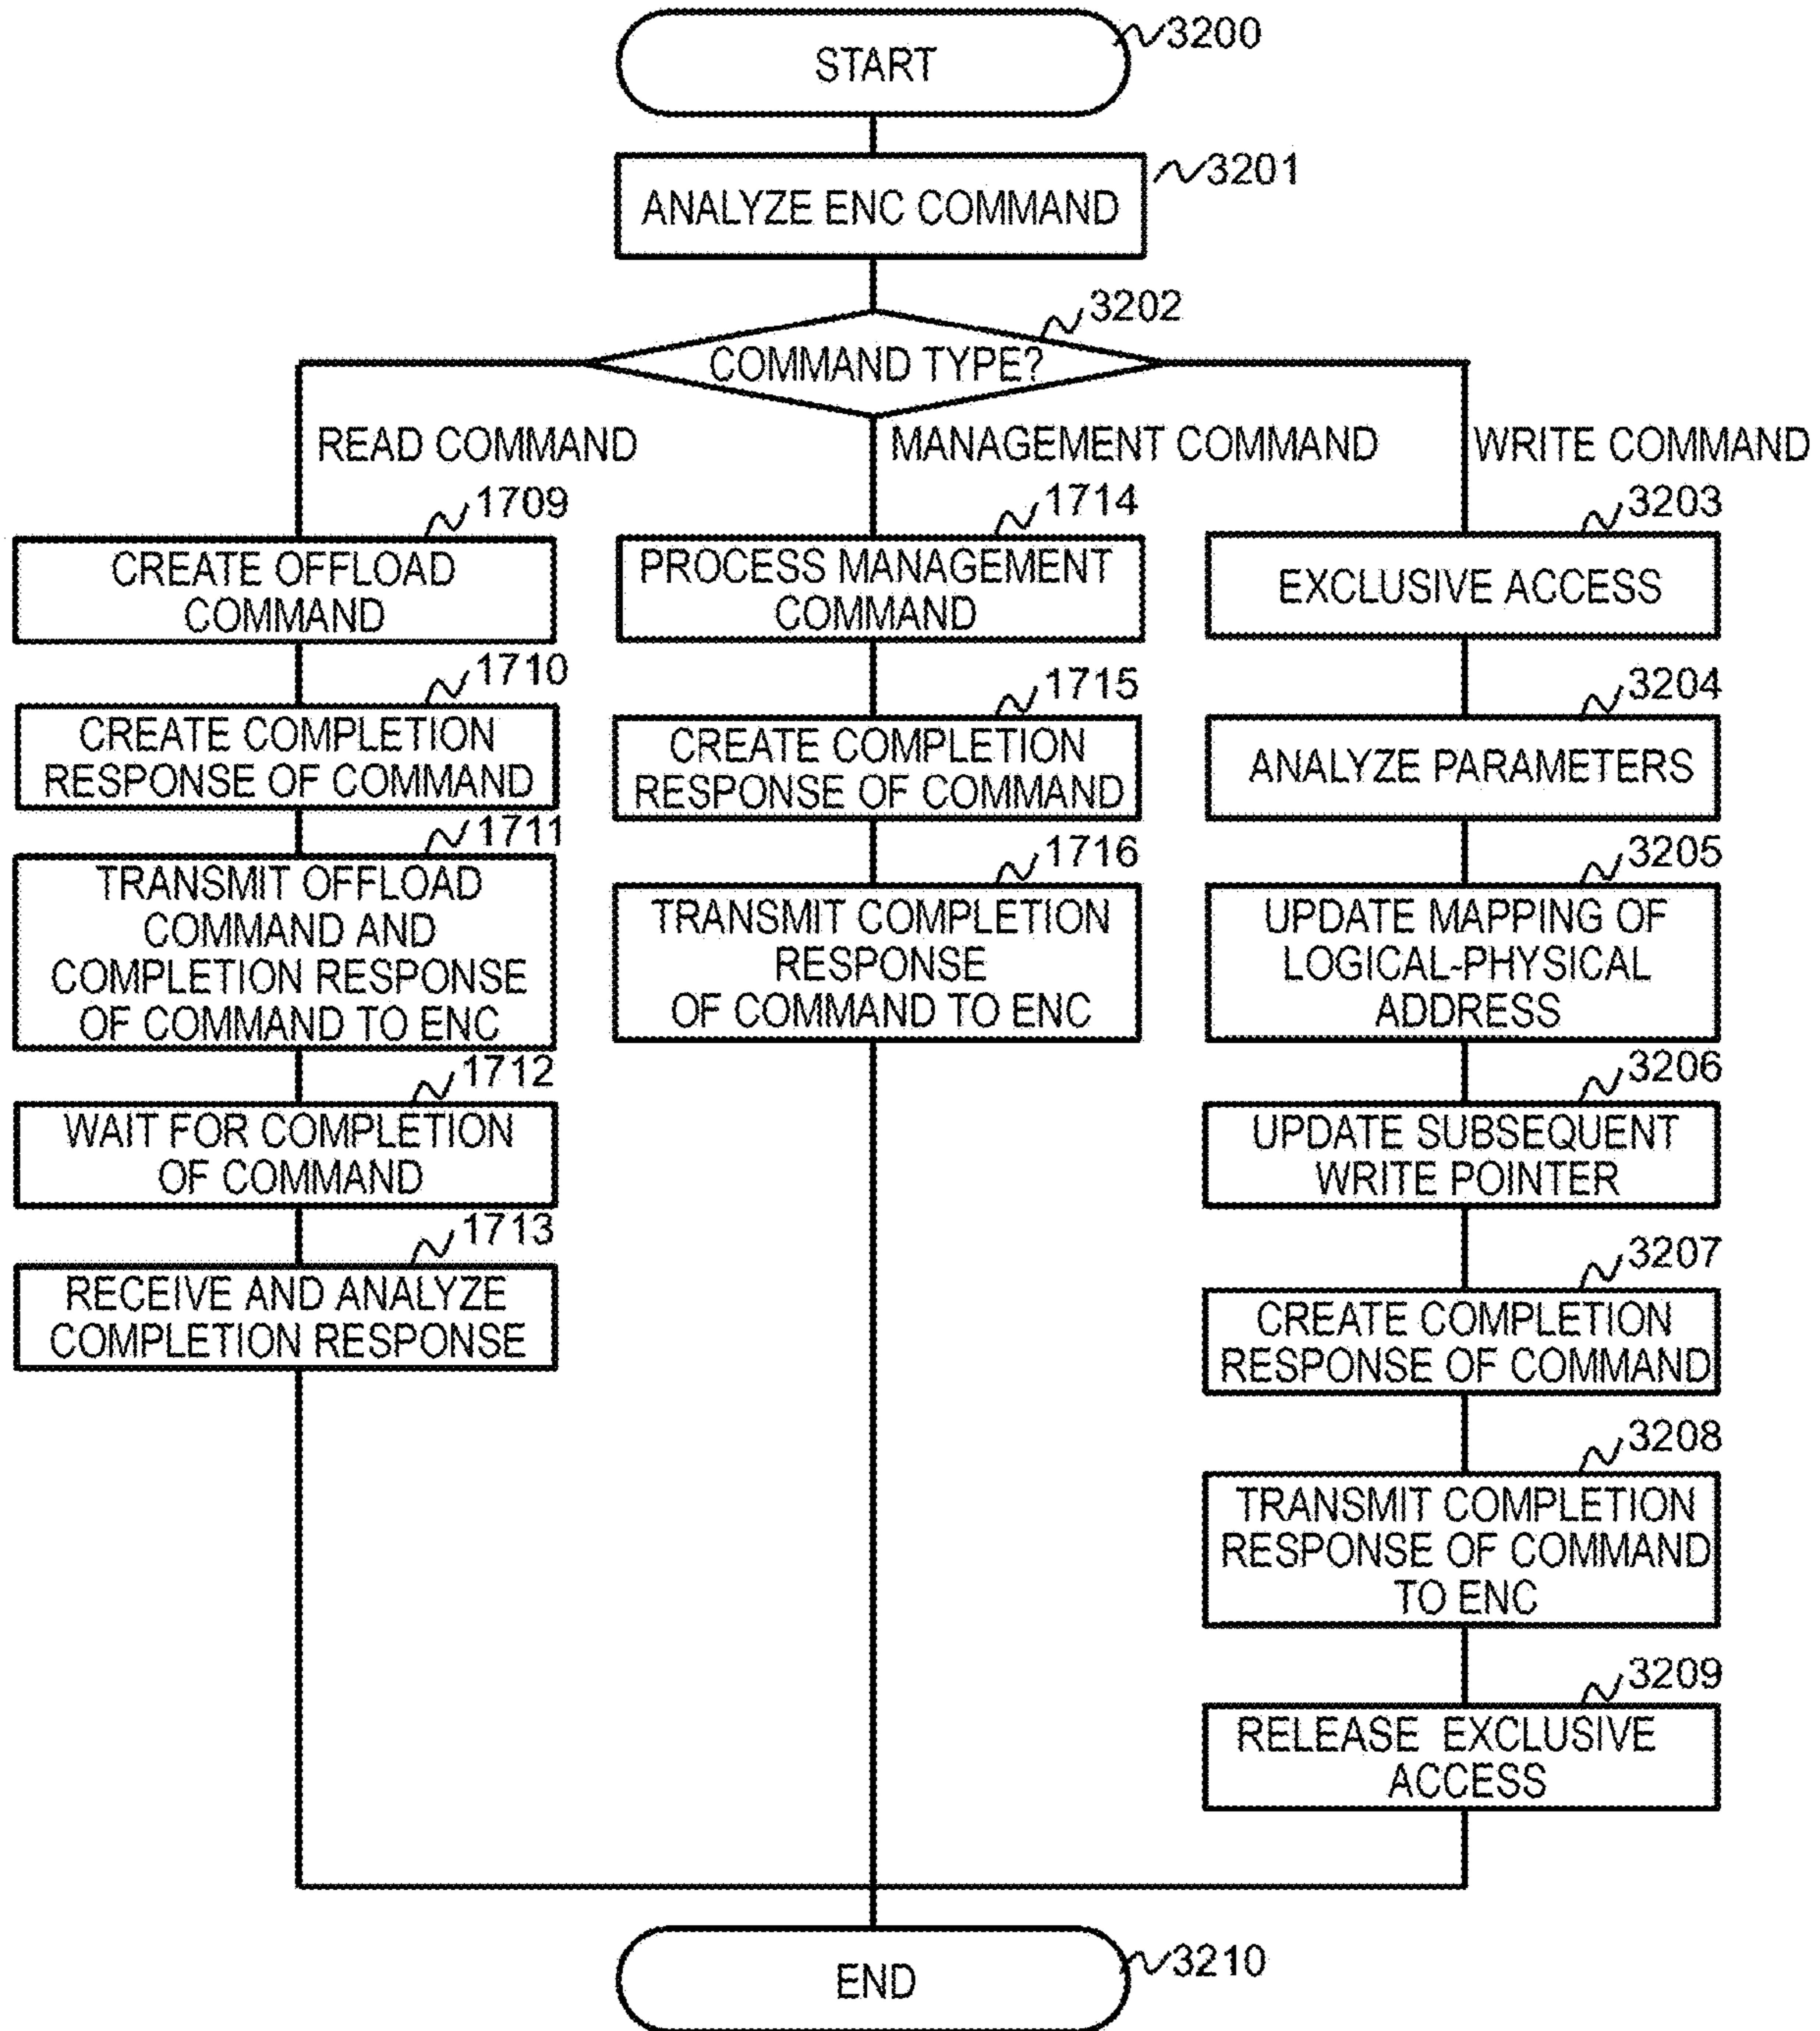 START
3200
ANALYZE ENC COMMAND
3201
COMMAND TYPE?
3202
READ COMMAND
1709
CREATE OFFLOAD
COMMAND
1710
CREATE COMPLETION
RESPONSE OF COMMAND
1711
TRANSMIT OFFLOAD
COMMAND AND
COMPLETION RESPONSE
OF COMMAND TO ENC
1712
WAIT FOR COMPLETION
OF COMMAND
1713
RECEIVE AND ANALYZE
COMPLETION RESPONSE
MANAGEMENT COMMAND
1714
PROCESS MANAGEMENT
COMMAND
1715
CREATE COMPLETION
RESPONSE OF COMMAND
1716
TRANSMIT COMPLETION
RESPONSE
OF COMMAND TO ENC
WRITE COMMAND
3203
EXCLUSIVE ACCESS
3204
ANALYZE PARAMETERS
3205
UPDATE MAPPING OF
LOGICAL-PHYSICAL
ADDRESS
3206
UPDATE SUBSEQUENT
WRITE POINTER
3207
CREATE COMPLETION
RESPONSE OF COMMAND
3208
TRANSMIT COMPLETION
RESPONSE OF COMMAND
TO ENC
3209
RELEASE EXCLUSIVE
ACCESS
END
3210